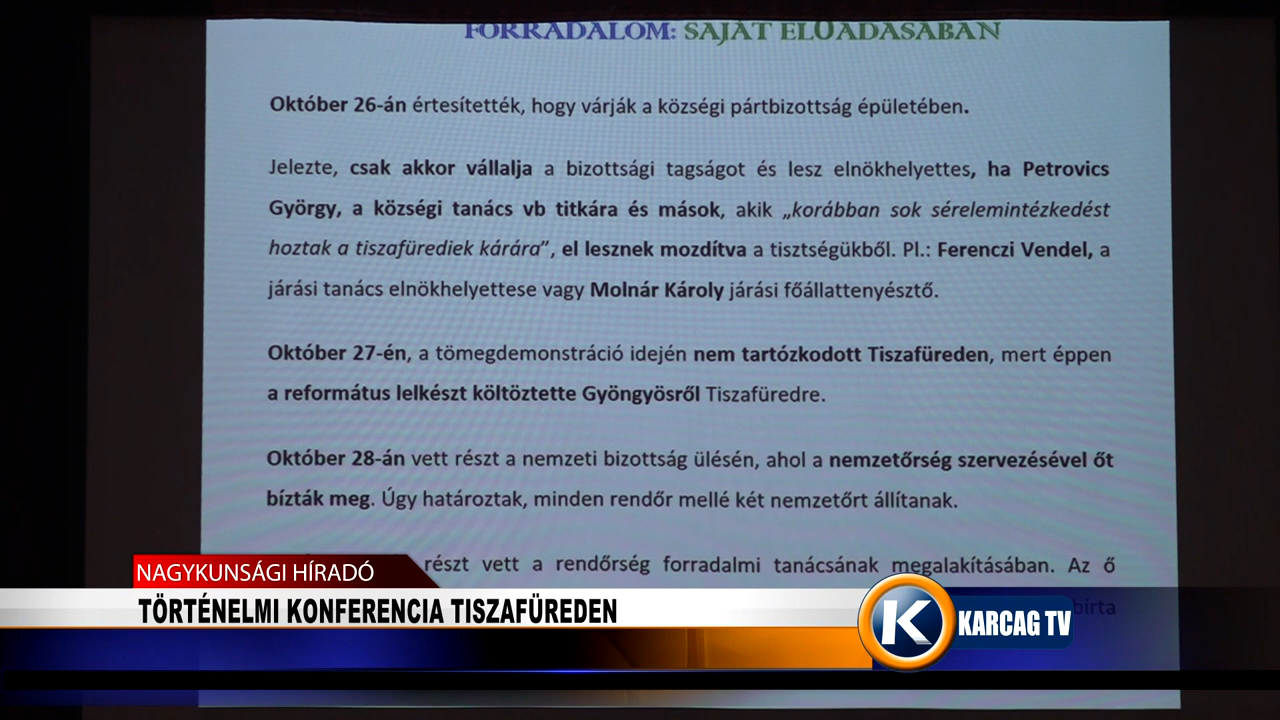 FORRADALOM: SAJÁT ELŐADÁSÁBAN
Október 26-án értesítették, hogy várják a községi pártbizottság épületében.
Jelezte, csak akkor vállalja a bizottsági tagságot és lesz elnökhelyettes, ha Petrovics
György, a községi tanács vb titkára és mások, akik „korábban sok sérelemintézkedést
hoztak a tiszafürediek kárára”, el lesznek mozdítva a tisztségükből. Pl.: Ferenczi Vendel, a
járási tanács elnökhelyettese vagy Molnár Károly járási főállattenyésztő.
Október 27-én, a tömegdemonstráció idején nem tartózkodott Tiszafüreden, mert éppen
a református lelkészt költöztette Gyöngyösről Tiszafüredre.
Október 28-án vett részt a nemzeti bizottság ülésén, ahol a nemzetőrség szervezésével őt
bízták meg. Úgy határoztak, minden rendőr mellé két nemzetőrt állítanak.
részt vett a rendőrség forradalmi tanácsának megalakításában. Az ő
NAGYKUNSÁGI HÍRADÓ
TÖRTÉNELMI KONFERENCIA TISZAFÜREDEN
K KARCAG TV